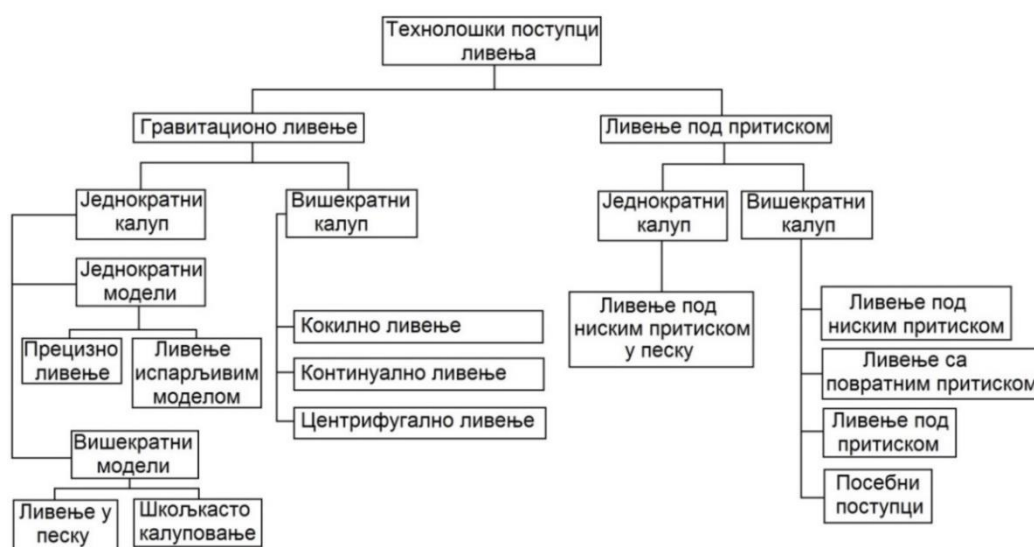 Технолошки поступци
ливења
Гравитационо ливење
Ливење под притиском
Једнократни
калуп
Вишекратни
калуп
Једнократни
калуп
Вишекратни
калуп
Једнократни
модели
Прецизно
ливење
Ливење
испарљивим
моделом
Вишекратни
модели
Ливење у
песку
Шкољкасто
калуповање
Кокилно ливење
Континуално ливење
Центрифугално ливење
Ливење под
ниским притиском
у песку
Ливење под
ниским притиском
Ливење са
повратним притиском
Ливење под
притиском
Посебни
поступци